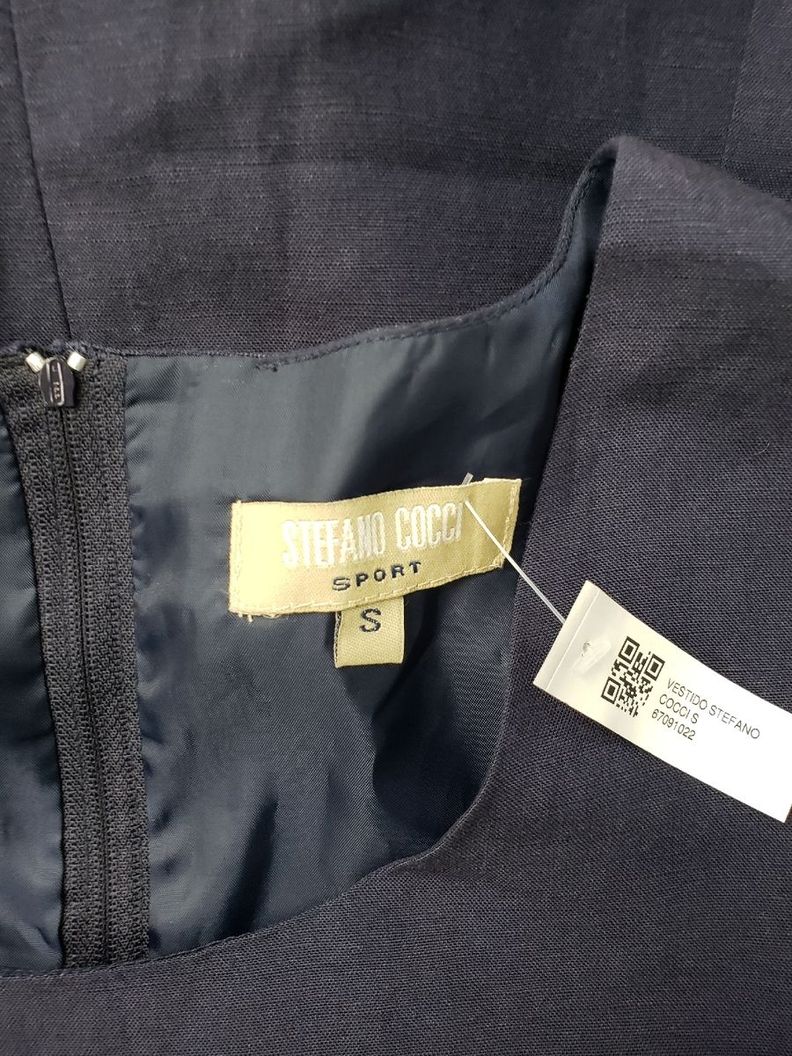 STEFANO COCCI
SPORT
S
VESTIDO STEFANO
COCCI S
67091022